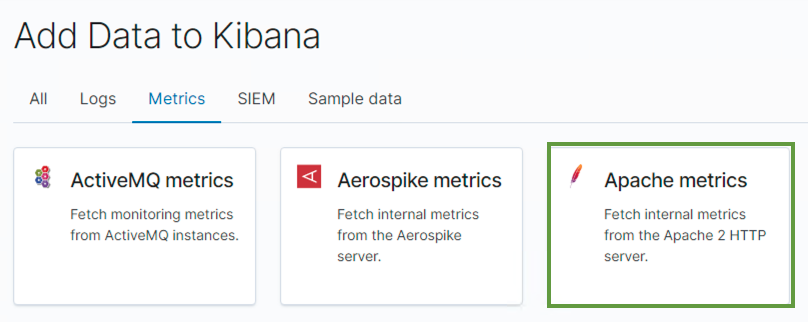 Add Data to Kibana
All Logs Metrics SIEM Sample data
ActiveMQ metrics
Fetch monitoring metrics
from ActiveMQ instances.
Aerospike metrics
Fetch internal metrics
from the Aerospike
server.
Apache metrics
Fetch internal metrics
from the Apache 2 HTTP
server.